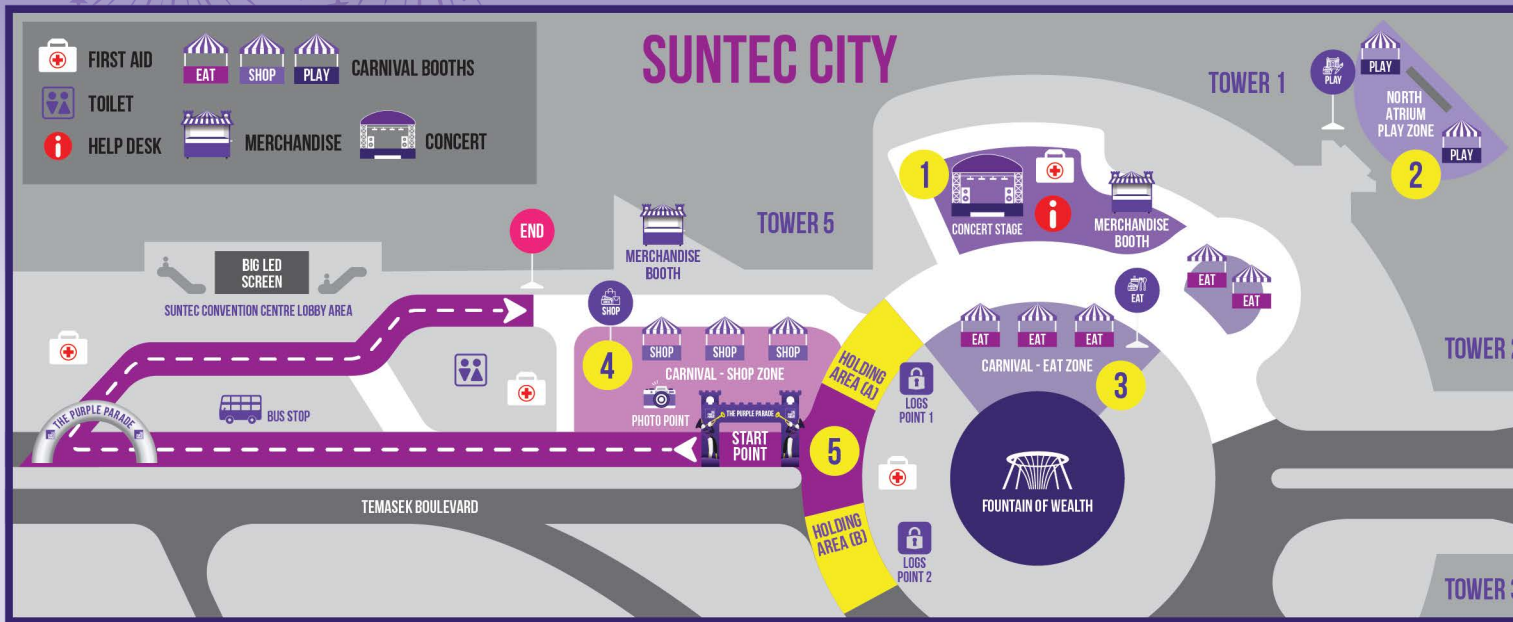 FIRST AID
EAT
SHOP
PLAY
CARNIVAL BOOTHS
TOILET
HELP DESK
MERCHANDISE
CONCERT
SUNTEC CITY
TOWER 1
PLAY
PLAY
NORTH
ATRIUM
PLAY ZONE
PLAY
2
1
CONCERT STAGE
MERCHANDISE
BOOTH
TOWER 5
END
MERCHANDISE
BOOTH
BIG LED
SCREEN
SUNTEC CONVENTION CENTRE LOBBY AREA
SHOP
4
SHOP
SHOP
SHOP
CARNIVAL - SHOP ZONE
PHOTO POINT
EAT
EAT
EAT
EAT
EAT
EAT
CARNIVAL - EAT ZONE
3
TOWER 2
HOLDING
AREA (A)
LOGS
POINT 1
THE PURPLE PARADE
BUS STOP
THE PURPLE PARADE
START
POINT
5
FOUNTAIN OF WEALTH
TEMASEK BOULEVARD
HOLDING
AREA (B)
LOGS
POINT 2
TOWER 3